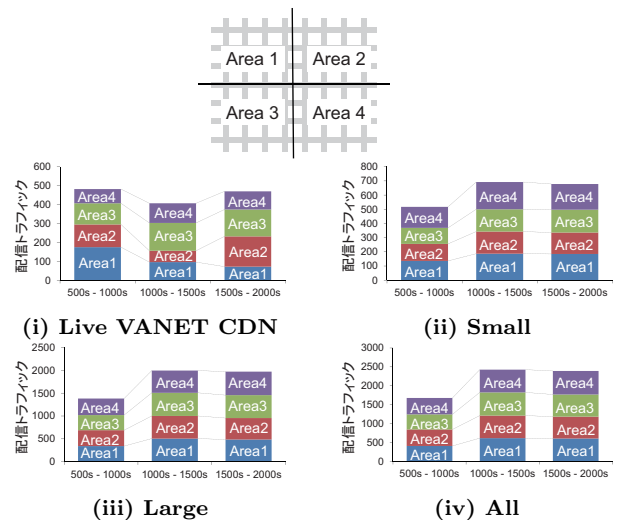 Area 1
Area 2
Area 3
Area 4
配信トラフィック
600
500
400
300
200
100
0
Area4
Area3
Area2
Area1
Area4
Area3
Area2
Area1
Area4
Area3
Area2
Area1
500s - 1000s
1000s - 1500s
1500s - 2000s
(i) Live VANET CDN
配信トラフィック
800
700
600
500
400
300
200
100
0
Area4
Area3
Area2
Area1
Area4
Area3
Area2
Area1
Area4
Area3
Area2
Area1
500s - 1000s
1000s - 1500s
1500s - 2000s
(ii) Small
配信トラフィック
2500
2000
1500
1000
500
0
Area4
Area3
Area2
Area1
Area4
Area3
Area2
Area1
Area4
Area3
Area2
Area1
500s - 1000s
1000s - 1500s
1500s - 2000s
(iii) Large
配信トラフィック
3000
2500
2000
1500
1000
500
0
Area4
Area3
Area2
Area1
Area4
Area3
Area2
Area1
Area4
Area3
Area2
Area1
500s - 1000s
1000s - 1500s
1500s - 2000s
(iv) All